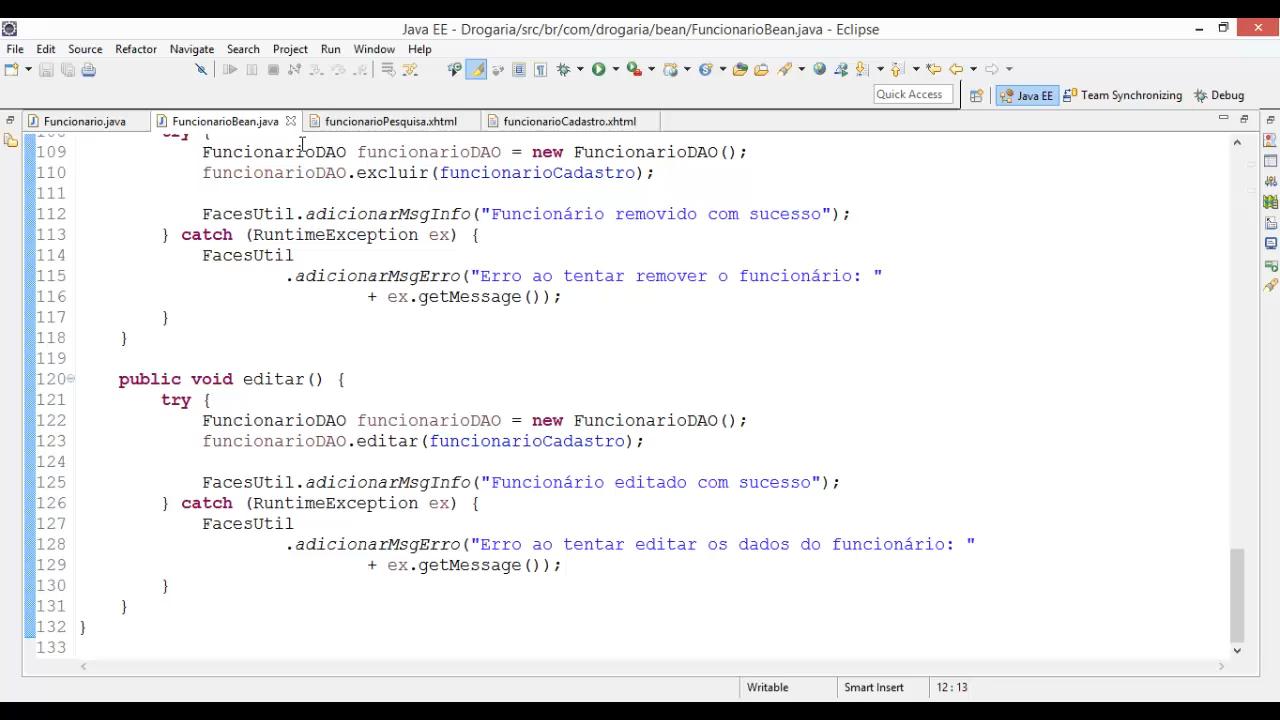 Java EE - Drogaria/src/br/com/drogaria/bean/FuncionarioBean.java - Eclipse
File Edit Source Refactor Navigate Search Project Run Window Help
Quick Access Java EE Team Synchronizing Debug
Funcionario.java FuncionarioBean.java funcionarioPesquisa.xhtml funcionarioCadastro.xhtml
108 try {
109 FuncionarioDAO funcionarioDAO = new FuncionarioDAO();
110 funcionarioDAO.excluir(funcionarioCadastro);
111
112 FacesUtil.adicionarMsgInfo("Funcionário removido com sucesso");
113 } catch (RuntimeException ex) {
114 FacesUtil
115 .adicionarMsgErro("Erro ao tentar remover o funcionário: "
116 + ex.getMessage());
117 }
118 }
119
120 public void editar() {
121 try {
122 FuncionarioDAO funcionarioDAO = new FuncionarioDAO();
123 funcionarioDAO.editar(funcionarioCadastro);
124
125 FacesUtil.adicionarMsgInfo("Funcionário editado com sucesso");
126 } catch (RuntimeException ex) {
127 FacesUtil
128 .adicionarMsgErro("Erro ao tentar editar os dados do funcionário: "
129 + ex.getMessage());
130 }
131 }
132 }
133
Writable Smart Insert 12 : 13